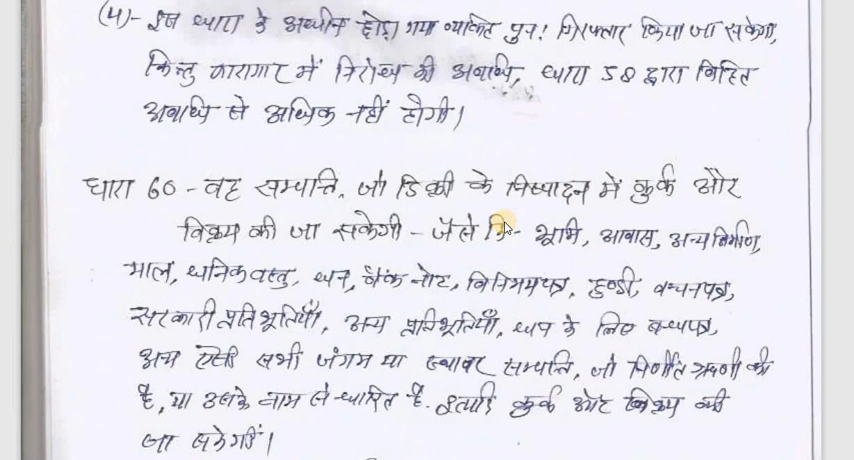 (4)- इस धारा के अधीन छोड़ा गया व्यक्ति पुनः गिरफ्तार किया जा सकेगा,
किन्तु कारागार में निरोध की अवधि, धारा 58 द्वारा विहित
अवधि से अधिक नहीं होगी।
धारा 60 - वह सम्पत्ति, जो डिक्री के निष्पादन में कुर्क और
विक्रय की जा सकेगी - जैसे कि- भूमि, आवास, अन्य निर्माण,
माल, धनिक वस्तु, धन, बैंक नोट, विनिमयपत्र, हुण्डी, वचनपत्र,
सरकारी प्रतिभूतियाँ, अन्य प्रतिभूतियाँ, धन के लिए बन्धपत्र,
अन्य ऐसी सभी जंगम या स्थावर सम्पत्ति, जो निर्णीत ऋणी की
है, या उसके नाम से धारित है. इत्यादि कुर्क और विक्रय की
जा सकेगी।